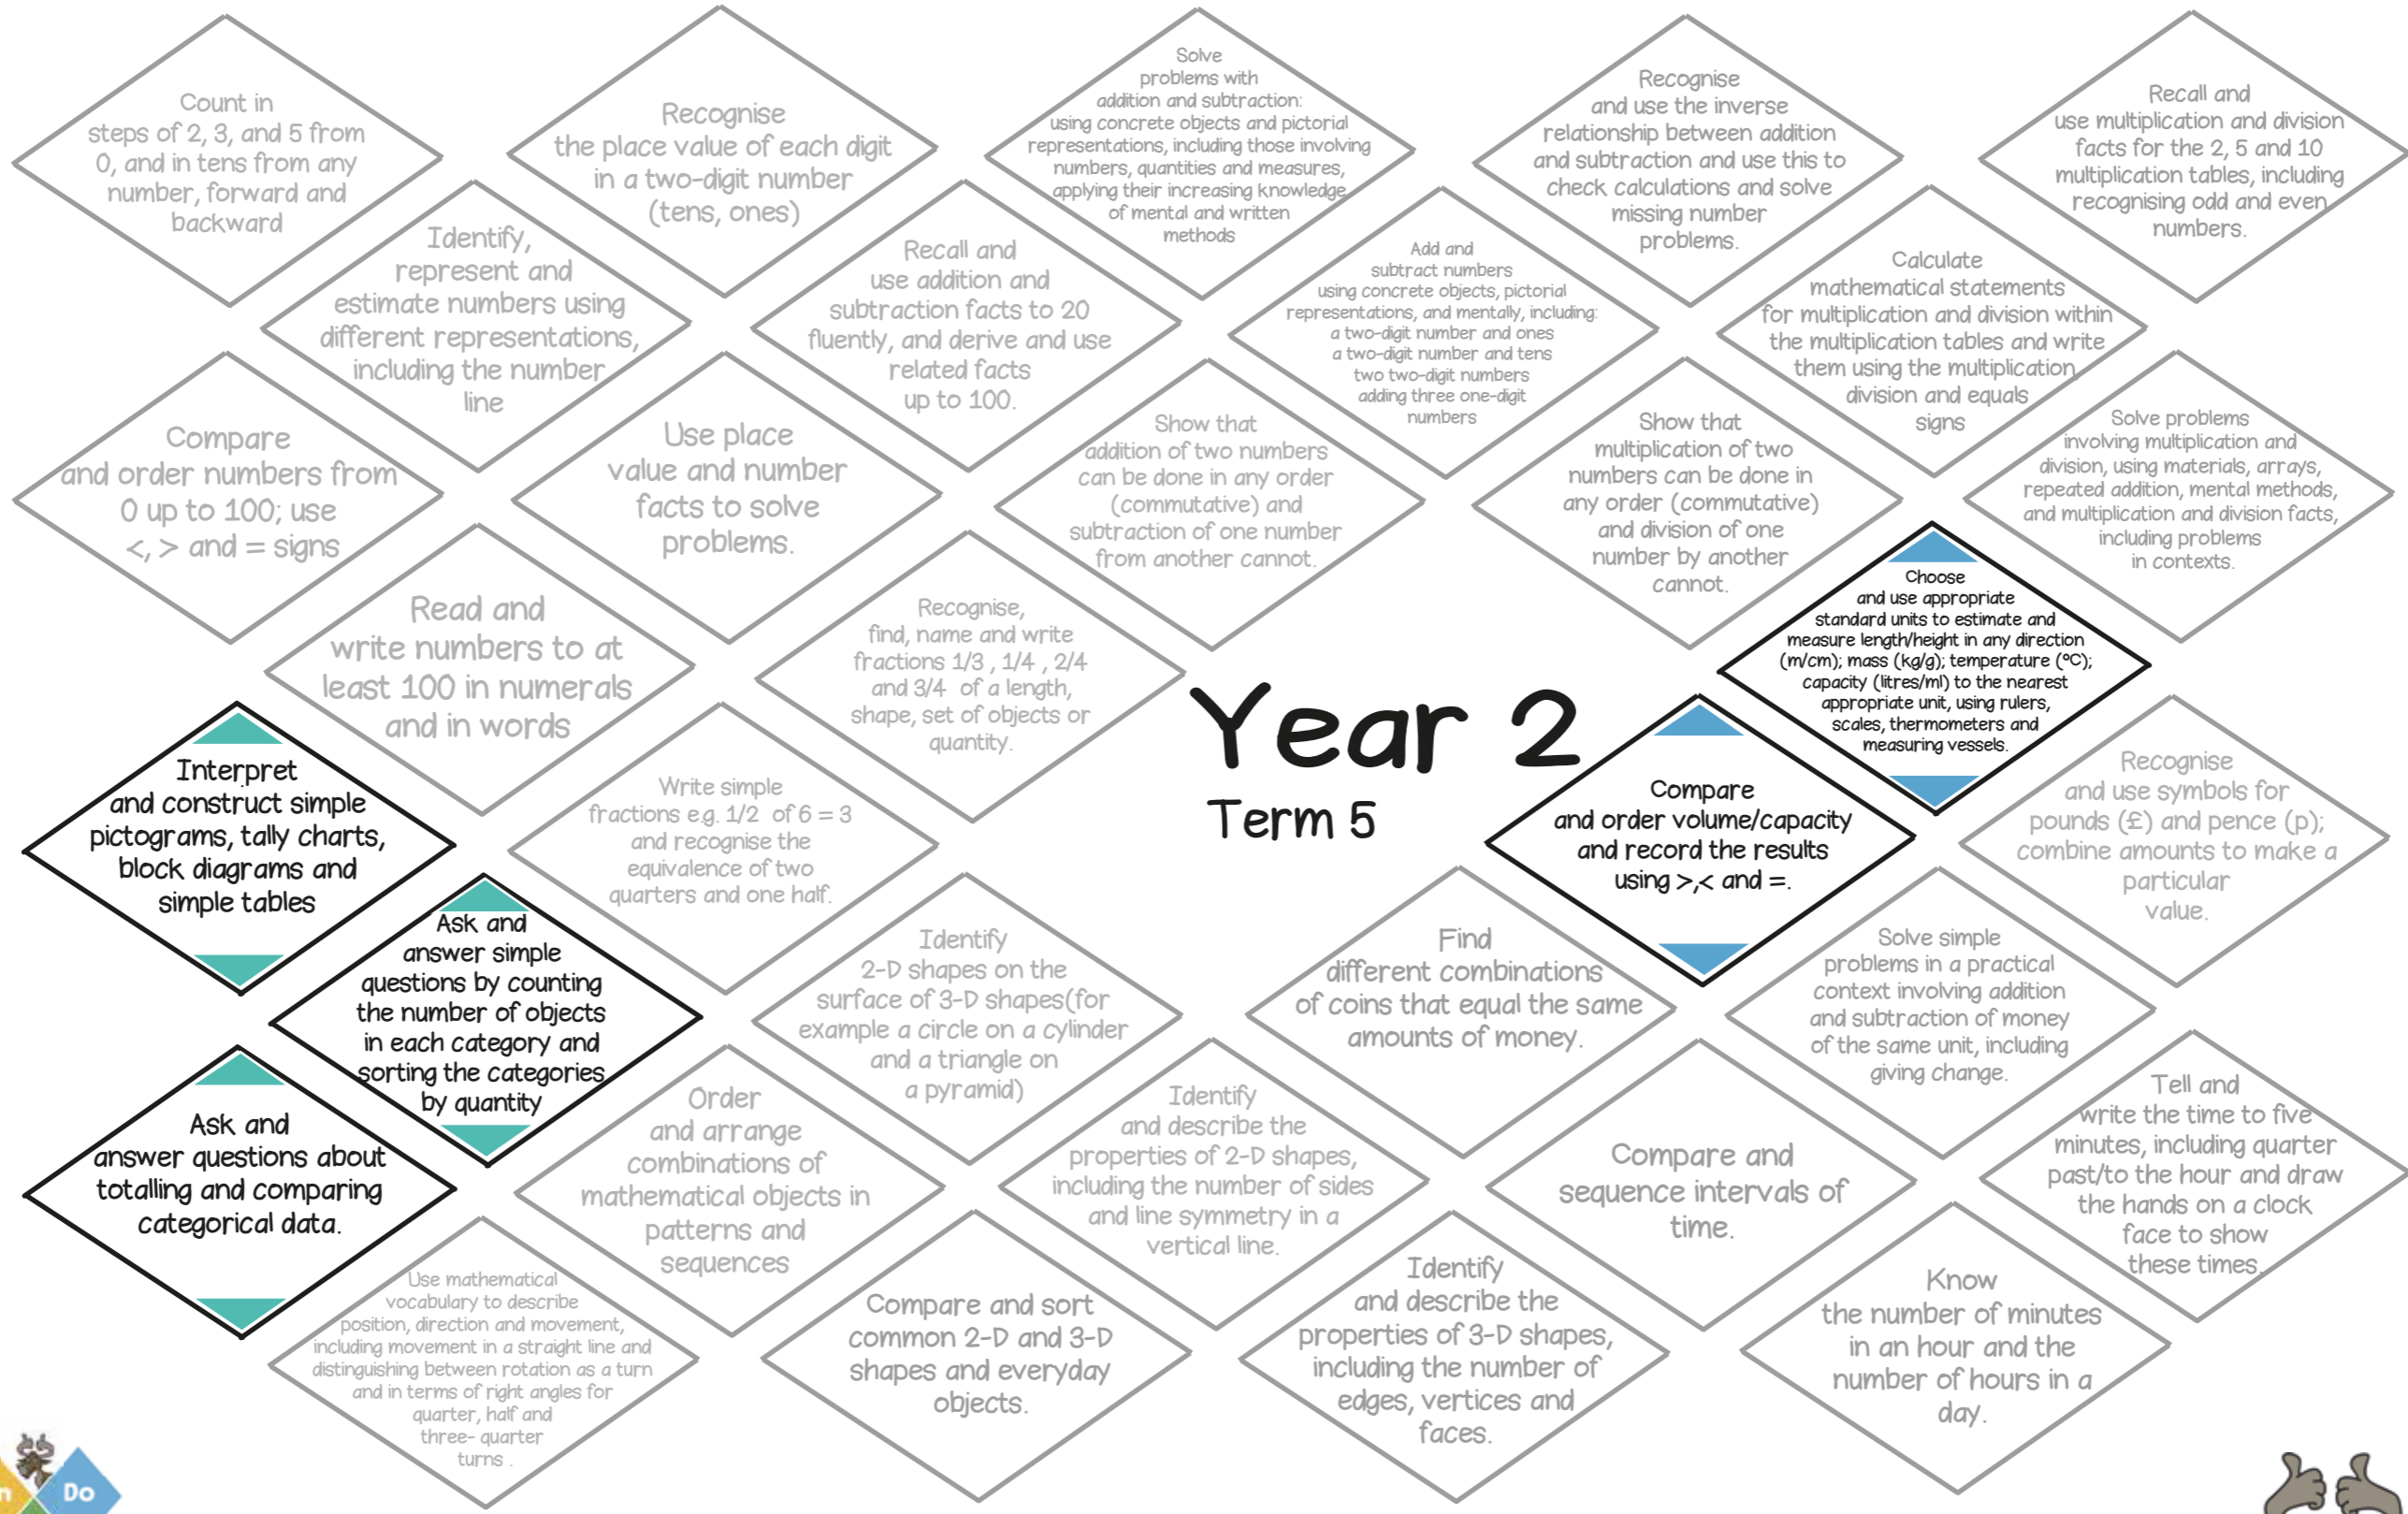 Count in
steps of 2, 3, and 5 from
0, and in tens from any
number, forward and
backward
Recognise
the place value of each digit
in a two-digit number
(tens, ones)
Solve
problems with
addition and subtraction:
using concrete objects and pictorial
representations, including those involving
numbers, quantities and measures,
applying their increasing knowledge
of mental and written
methods
Recognise
and use the inverse
relationship between addition
and subtraction and use this to
check calculations and solve
missing number
problems.
Recall and
use multiplication and division
facts for the 2, 5 and 10
multiplication tables, including
recognising odd and even
numbers.
Identify,
represent and
estimate numbers using
different representations,
including the number
line
Recall and
use addition and
subtraction facts to 20
fluently, and derive and use
related facts
up to 100.
Add and
subtract numbers
using concrete objects, pictorial
representations, and mentally, including:
a two-digit number and ones
a two-digit number and tens
two two-digit numbers
adding three one-digit
numbers
Calculate
mathematical statements
for multiplication and division within
the multiplication tables and write
them using the multiplication,
division and equals
signs
Compare
and order numbers from
0 up to 100; use
<, > and = signs
Use place
value and number
facts to solve
problems.
Show that
addition of two numbers
can be done in any order
(commutative) and
subtraction of one number
from another cannot.
Show that
multiplication of two
numbers can be done in
any order (commutative)
and division of one
number by another
cannot.
Solve problems
involving multiplication and
division, using materials, arrays,
repeated addition, mental methods,
and multiplication and division facts,
including problems
in contexts.
Read and
write numbers to at
least 100 in numerals
and in words
Recognise,
find, name and write
fractions 1/3 , 1/4 , 2/4
and 3/4 of a length,
shape, set of objects or
quantity.
Year 2
Term 5
Choose
and use appropriate
standard units to estimate and
measure length/height in any direction
(m/cm); mass (kg/g); temperature (°C);
capacity (litres/ml) to the nearest
appropriate unit, using rulers,
scales, thermometers and
measuring vessels.
Interpret
and construct simple
pictograms, tally charts,
block diagrams and
simple tables
Write simple
fractions e.g. 1/2 of 6 = 3
and recognise the
equivalence of two
quarters and one half.
Compare
and order volume/capacity
and record the results
using >,< and =.
Recognise
and use symbols for
pounds (£) and pence (p);
combine amounts to make a
particular
value.
Ask and
answer simple
questions by counting
the number of objects
in each category and
sorting the categories
by quantity
Identify
2-D shapes on the
surface of 3-D shapes(for
example a circle on a cylinder
and a triangle on
a pyramid)
Find
different combinations
of coins that equal the same
amounts of money.
Solve simple
problems in a practical
context involving addition
and subtraction of money
of the same unit, including
giving change.
Ask and
answer questions about
totalling and comparing
categorical data.
Order
and arrange
combinations of
mathematical objects in
patterns and
sequences
Identify
and describe the
properties of 2-D shapes,
including the number of sides
and line symmetry in a
vertical line.
Compare and
sequence intervals of
time.
Tell and
write the time to five
minutes, including quarter
past/to the hour and draw
the hands on a clock
face to show
these times.
Use mathematical
vocabulary to describe
position, direction and movement,
including movement in a straight line and
distinguishing between rotation as a turn
and in terms of right angles for
quarter, half and
three- quarter
turns .
Compare and sort
common 2-D and 3-D
shapes and everyday
objects.
Identify
and describe the
properties of 3-D shapes,
including the number of
edges, vertices and
faces.
Know
the number of minutes
in an hour and the
number of hours in a
day.
Do